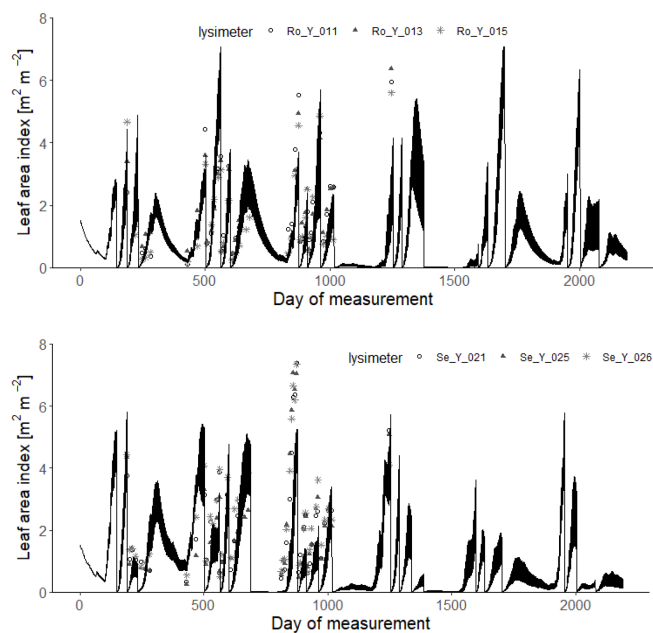 lysimeter Ro_Y_011 Ro_Y_013 Ro_Y_015
Leaf area index [m² m⁻²]
8
6
4
2
0
0 500 1000 1500 2000
Day of measurement
lysimeter Se_Y_021 Se_Y_025 Se_Y_026
Leaf area index [m² m⁻²]
8
6
4
2
0
0 500 1000 1500 2000
Day of measurement